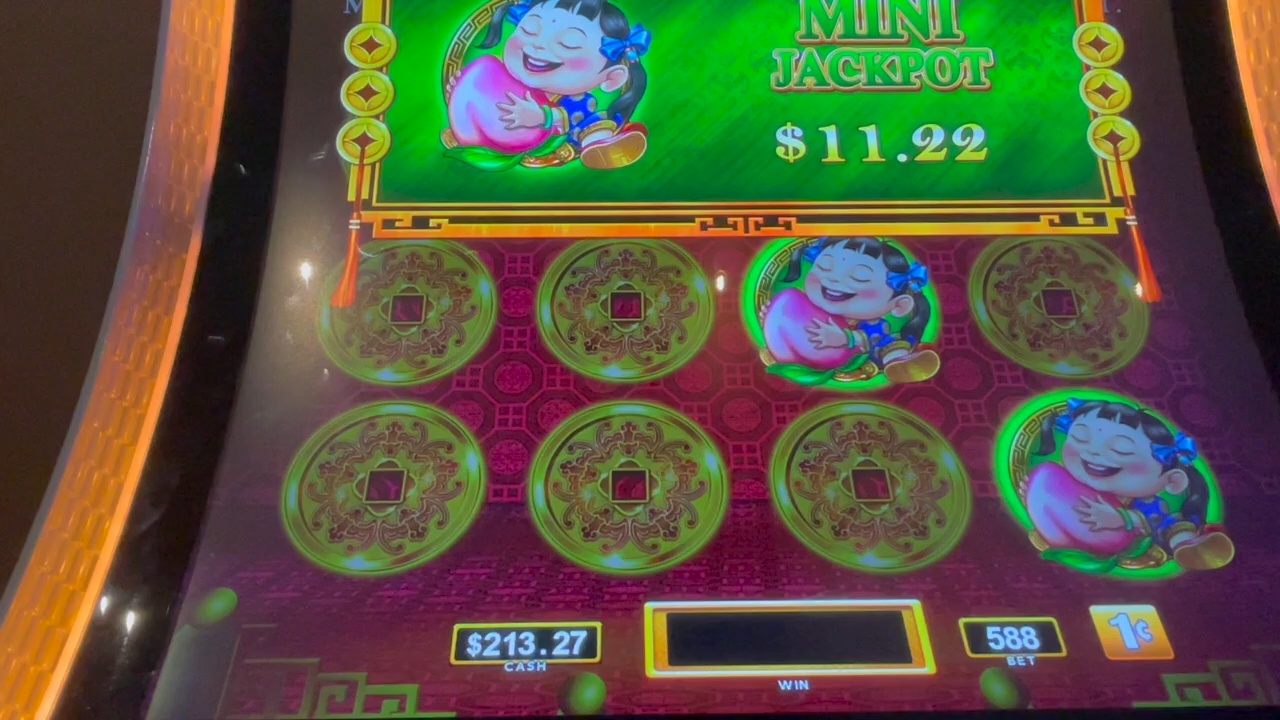 MINI
JACKPOT
$11.22
$213.27
CASH
WIN
588
BET
1¢